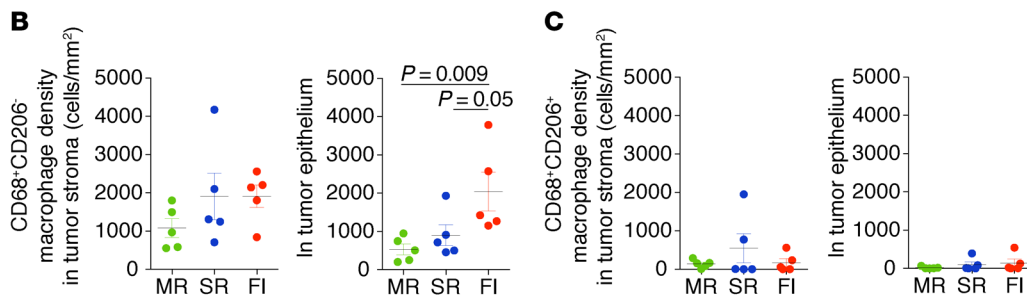 B
CD68⁺CD206⁻
macrophage density
in tumor stroma (cells/mm²)
5000
4000
3000
2000
1000
0
MR SR FI
In tumor epithelium
5000
4000
3000
2000
1000
0
P = 0.009
P = 0.05
MR SR FI
C
CD68⁺CD206⁺
macrophage density
in tumor stroma (cells/mm²)
5000
4000
3000
2000
1000
0
MR SR FI
In tumor epithelium
5000
4000
3000
2000
1000
0
MR SR FI